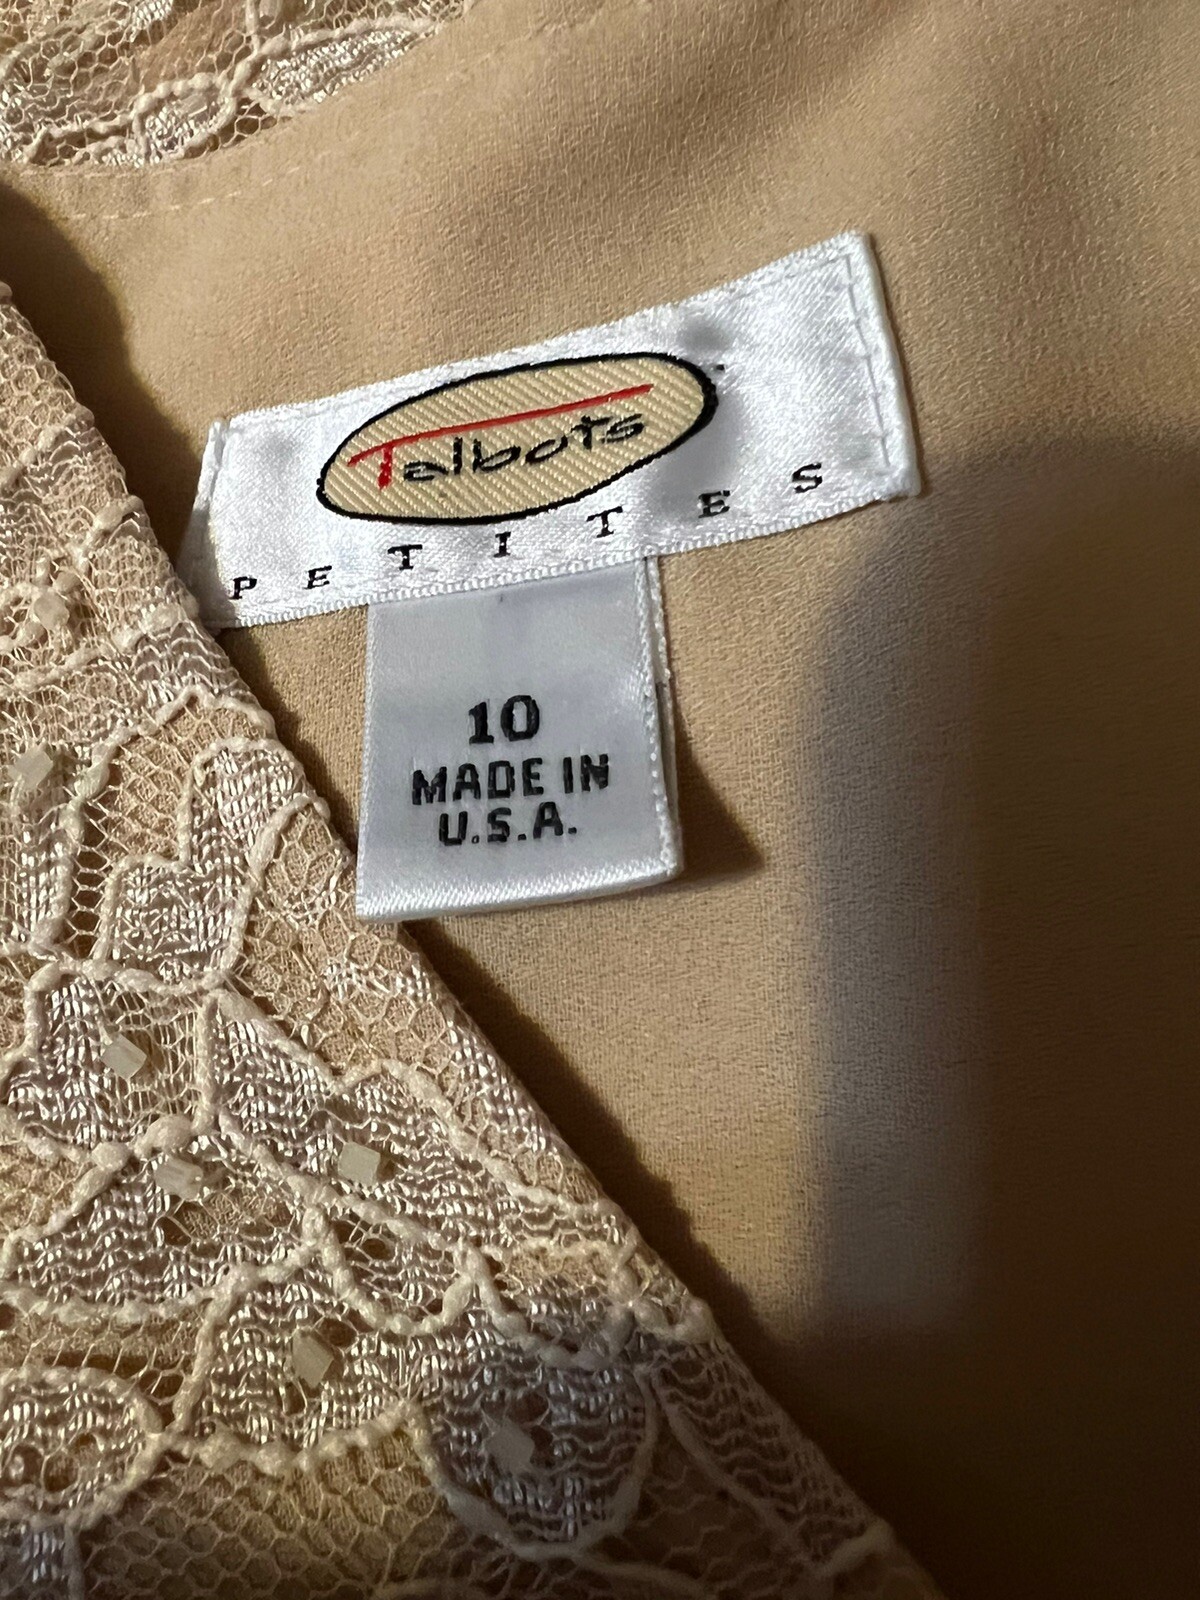 Talbots
PETITES
10
MADE IN
U.S.A.